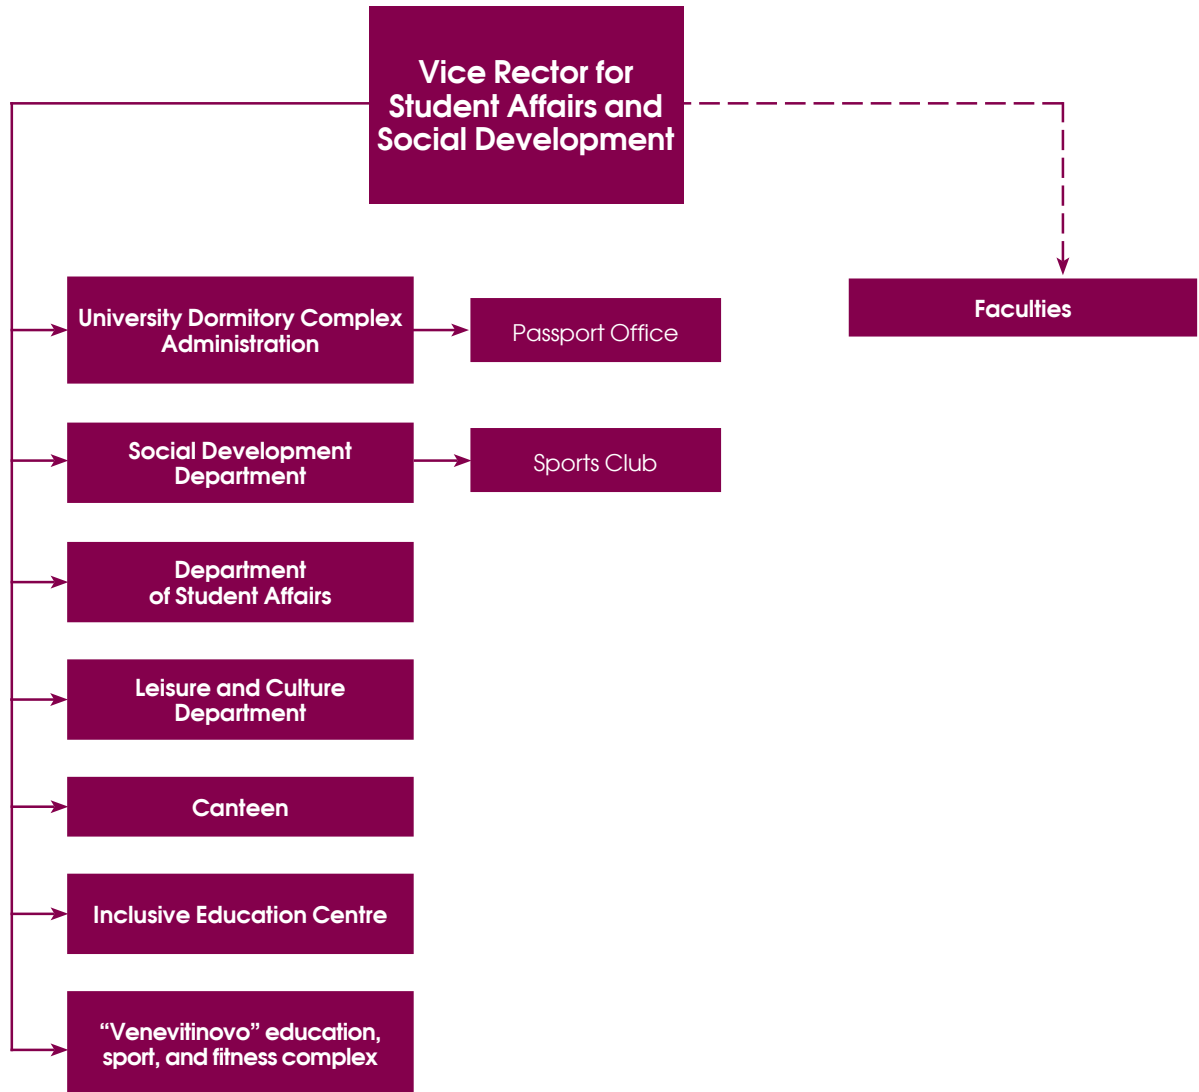 Vice Rector for
Student Affairs and
Social Development
University Dormitory Complex
Administration
Passport Office
Faculties
Social Development
Department
Sports Club
Department
of Student Affairs
Leisure and Culture
Department
Canteen
Inclusive Education Centre
“Venevitinovo” education,
sport, and fitness complex